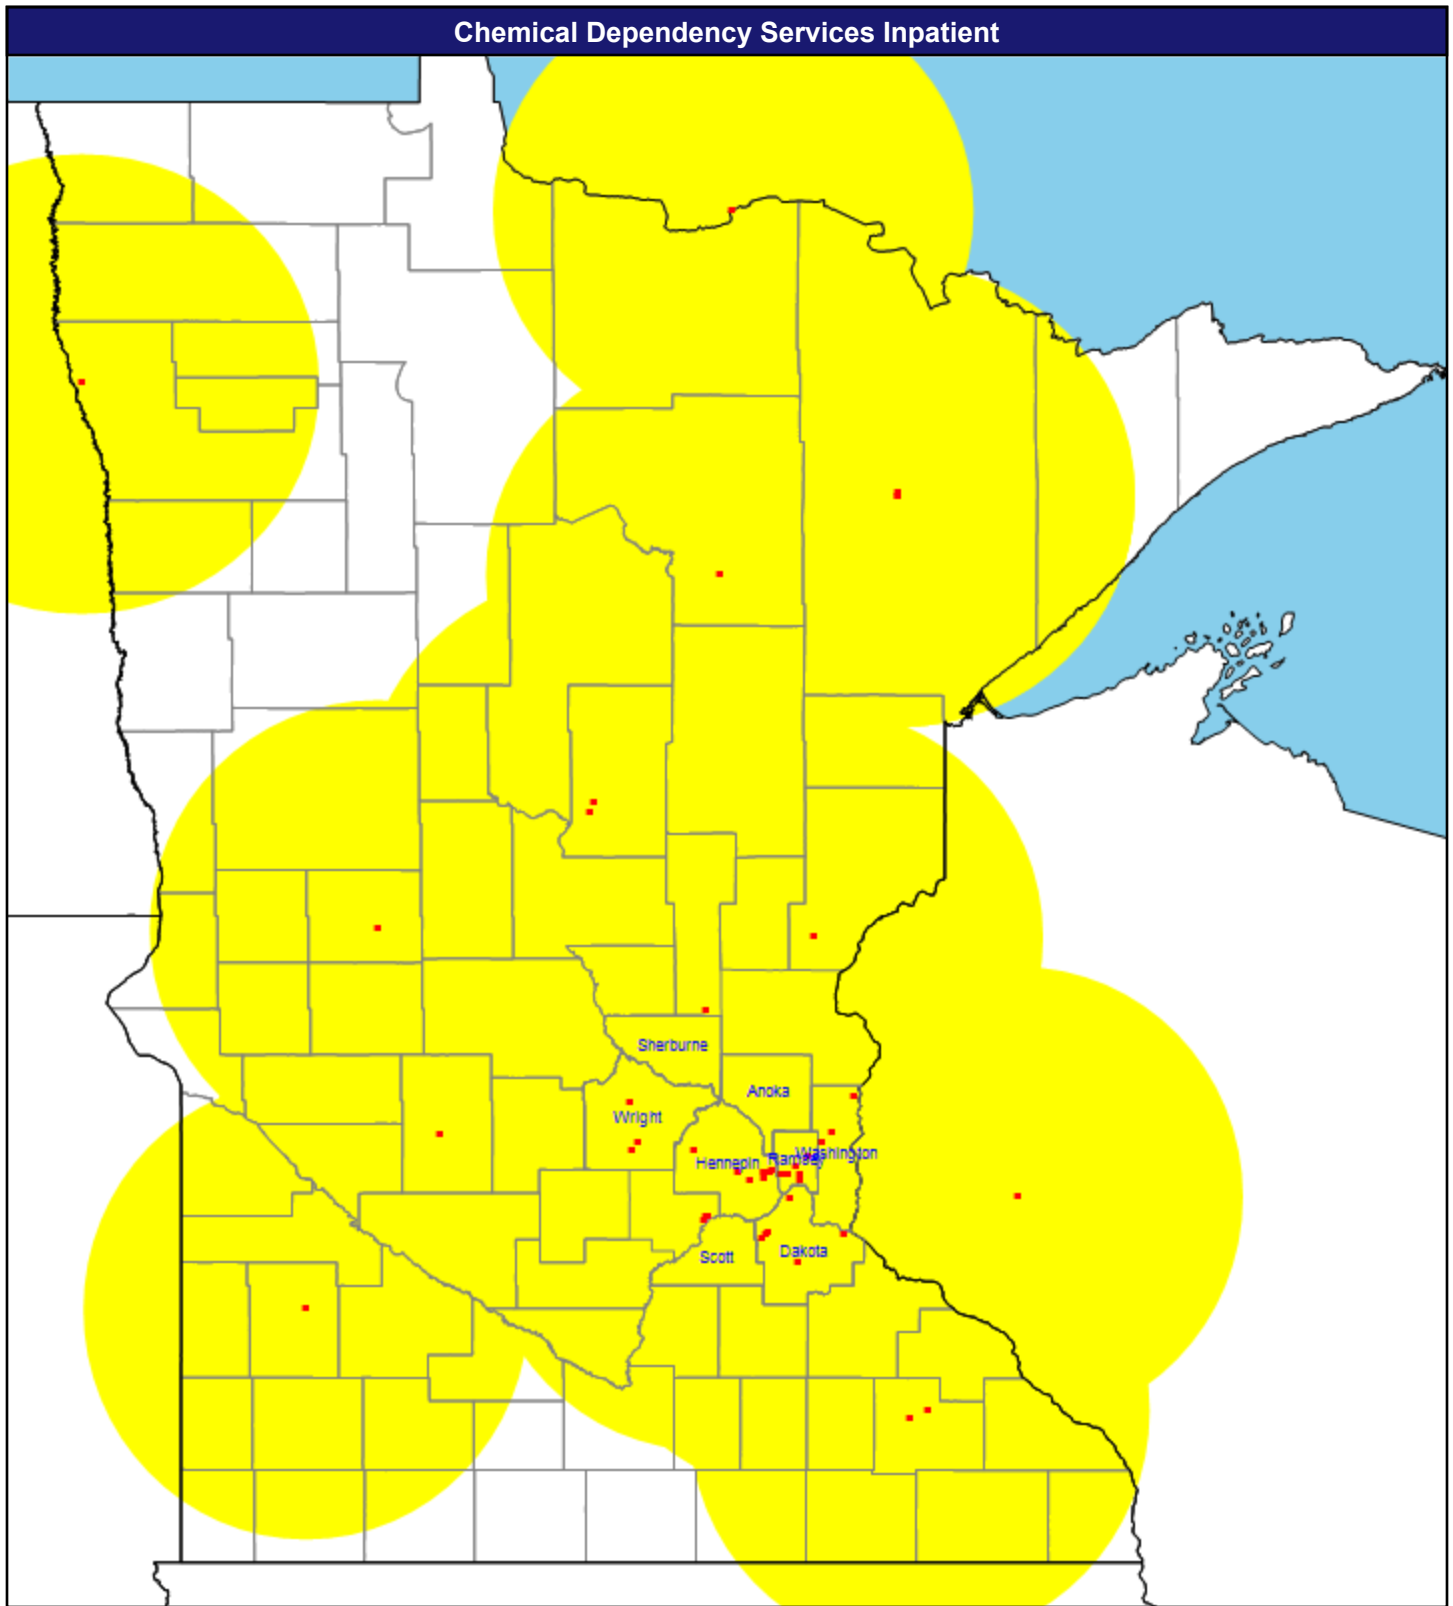 Chemical Dependency Services Inpatient
Sherburne
Anoka
Wright
Washington
Hennepin
Ramsey
Scott
Dakota